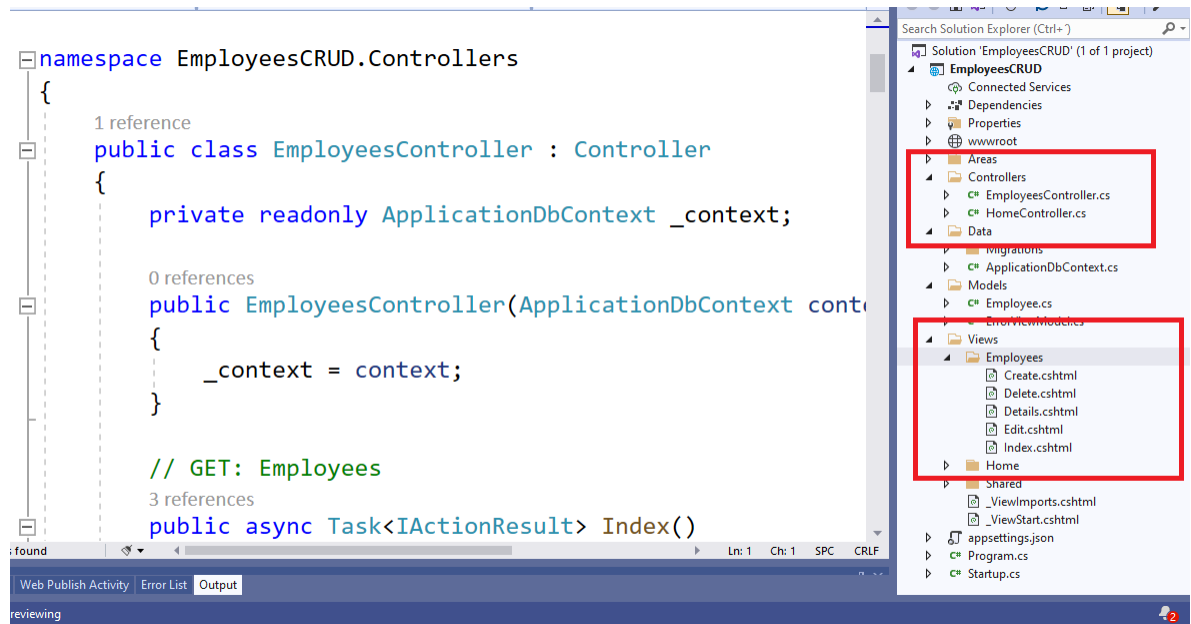 namespace EmployeesCRUD.Controllers
{
1 reference
public class EmployeesController : Controller
{
private readonly ApplicationDbContext _context;
0 references
public EmployeesController(ApplicationDbContext
{
_context = context;
}
// GET: Employees
3 references
public async Task<IActionResult> Index()
found
Ln: 1 Ch: 1 SPC CRLF
Web Publish Activity Error List Output
reviewing
2
Search Solution Explorer (Ctrl+´)
Solution 'EmployeesCRUD' (1 of 1 project)
EmployeesCRUD
Connected Services
Dependencies
Properties
wwwroot
Areas
Controllers
C# EmployeesController.cs
C# HomeController.cs
Data
Migrations
C# ApplicationDbContext.cs
Models
C# Employee.cs
ErrorViewModel.cs
Views
Employees
Create.cshtml
Delete.cshtml
Details.cshtml
Edit.cshtml
Index.cshtml
Home
Shared
_ViewImports.cshtml
_ViewStart.cshtml
appsettings.json
C# Program.cs
C# Startup.cs